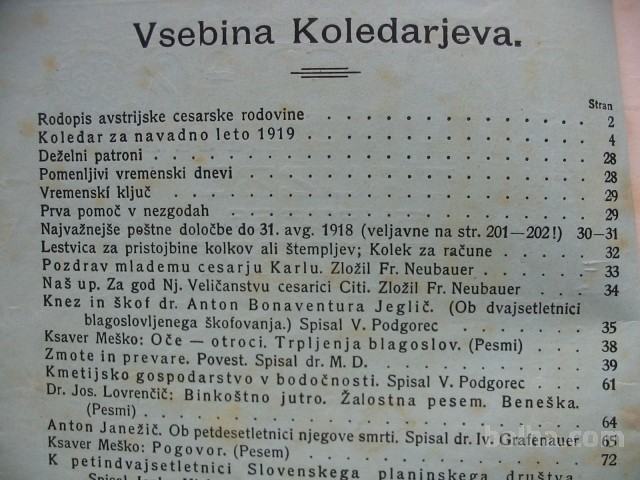 Vsebina Koledarjeva.
Stran
Rodopis avstrijske cesarske rodovine . . . . . . . . . . . . . . 2
Koledar za navadno leto 1919 . . . . . . . . . . . . . . 4
Deželni patroni . . . . . . . . . . . . . . . . . . . . 28
Pomenljivi vremenski dnevi . . . . . . . . . . . . . . . . 28
Vremenski ključ . . . . . . . . . . . . . . . . . . . . 29
Prva pomoč v nezgodah . . . . . . . . . . . . . . . . . 29
Najvažnejše poštne določbe do 31. avg. 1918 (veljavne na str. 201—202!) 30—31
Lestvica za pristojbine kolkov ali štempljev; Kolek za račune . . . . . 32
Pozdrav mlademu cesarju Karlu. Zložil Fr. Neubauer . . . . . . 33
Naš up. Za god Nj. Veličanstvu cesarici Citi. Zložil Fr. Neubauer . . . . 34
Knez in škof dr. Anton Bonaventura Jeglič. (Ob dvajsetletnici
blagoslovljenega škofovanja.) Spisal V. Podgorec . . . . . . . 35
Ksaver Meško: Oče — otroci. Trpljenja blagoslov. (Pesmi) . . . . 38
Zmote in prevare. Povest. Spisal dr. M. D. . . . . . . . . . . 39
Kmetijsko gospodarstvo v bodočnosti. Spisal V. Podgorec . . . . 61
Dr. Jos. Lovrenčič: Binkoštno jutro. Žalostna pesem. Beneška.
(Pesmi) . . . . . . . . . . . . . . . . . . . . . 64
Anton Janežič. Ob petdesetletnici njegove smrti. Spisal dr. Iv. Grafenauer 65
Ksaver Meško: Pogovor. (Pesem) . . . . . . . . . . . . . 72
K petindvajsetletnici Slovenskega planinskega društva.
bolha.com